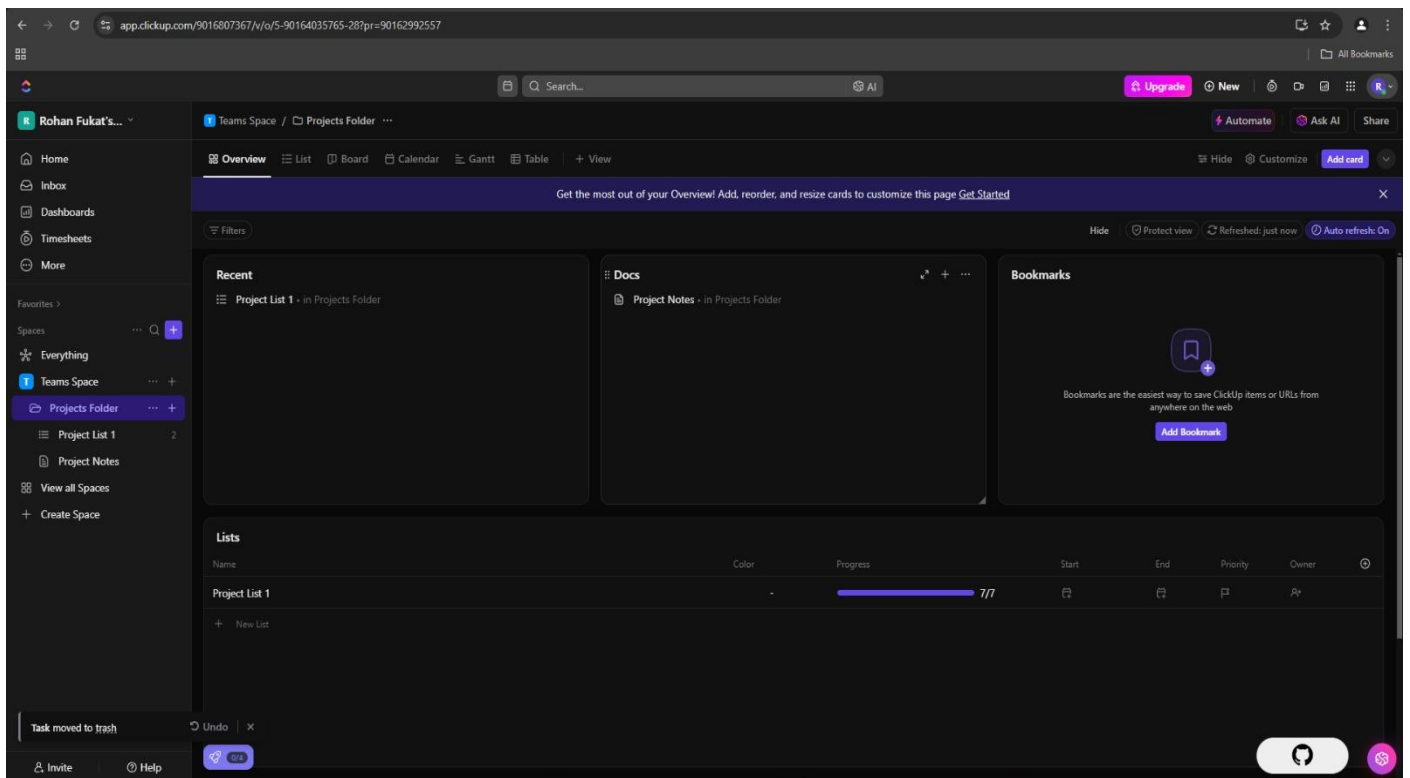 app.clickup.com/9016807367/v/o/5-90164035765-28?pr=90162992557
All Bookmarks
Search...
AI
Upgrade
New
R
R Rohan Fukat's...
T Teams Space / Projects Folder ...
Automate
Ask AI
Share
Home
Overview
List
Board
Calendar
Gantt
Table
+ View
Hide
Customize
Add card
Inbox
Get the most out of your Overview! Add, reorder, and resize cards to customize this page Get Started
Dashboards
Timesheets
Filters
Hide
Protect view
Refreshed: just now
Auto refresh: On
More
Recent
Docs
Bookmarks
Project List 1 • in Projects Folder
Project Notes • in Projects Folder
Favorites >
Spaces
Everything
T Teams Space
Projects Folder
Project List 1 2
Project Notes
View all Spaces
+ Create Space
Bookmarks are the easiest way to save ClickUp items or URLs from
anywhere on the web
Add Bookmark
Lists
Name
Color
Progress
Start
End
Priority
Owner
Project List 1
-
7/7
+ New List
Task moved to trash
Undo
0/4
Invite
Help